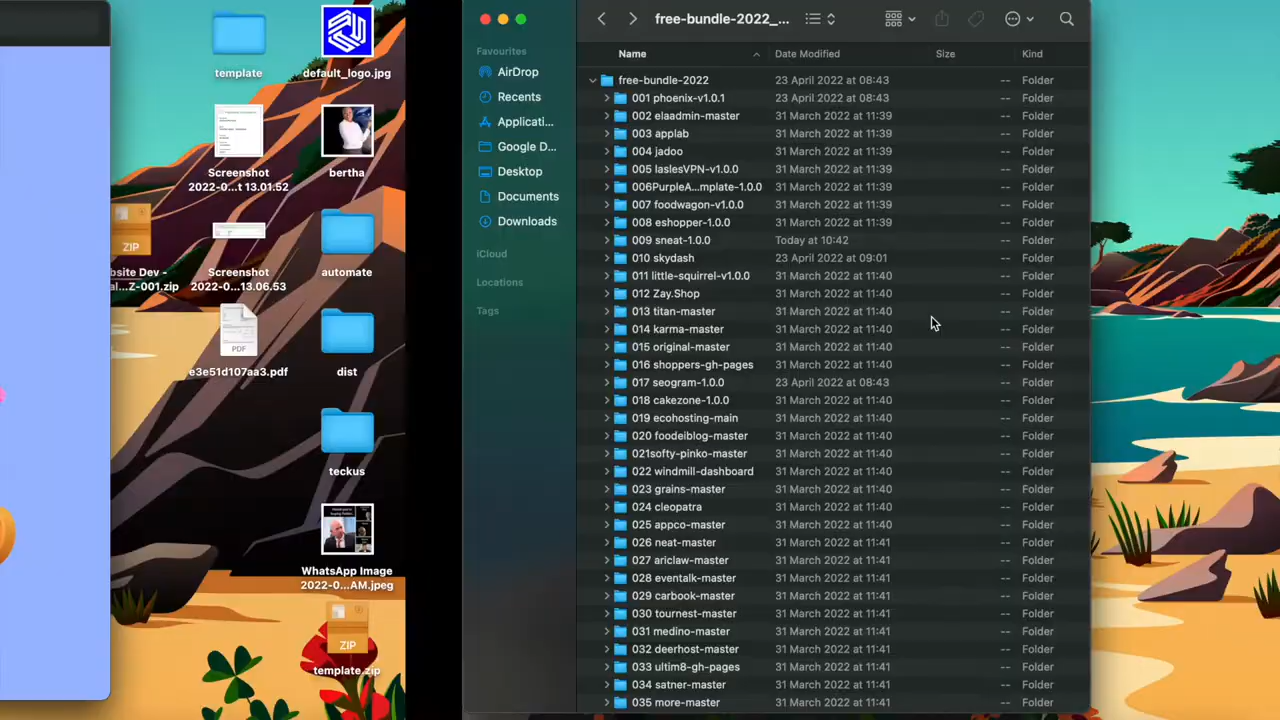 template
default_logo.jpg
Screenshot
2022-0...t 13.01.52
bertha
ZIP
bsite Dev -
al...Z-001.zip
Screenshot
2022-0...13.06.53
automate
PDF
e3e51d107aa3.pdf
dist
teckus
WhatsApp Image
2022-0...AM.jpeg
ZIP
template.zip
free-bundle-2022_...
Favourites
AirDrop
Recents
Applicati...
Google D...
Desktop
Documents
Downloads
iCloud
Locations
Tags
Name Date Modified Size Kind
free-bundle-2022 23 April 2022 at 08:43 -- Folder
001 phoenix-v1.0.1 23 April 2022 at 08:43 -- Folder
002 elaadmin-master 31 March 2022 at 11:39 -- Folder
003 applab 31 March 2022 at 11:39 -- Folder
004 jadoo 31 March 2022 at 11:39 -- Folder
005 laslesVPN-v1.0.0 31 March 2022 at 11:39 -- Folder
006PurpleA...mplate-1.0.0 31 March 2022 at 11:39 -- Folder
007 foodwagon-v1.0.0 31 March 2022 at 11:39 -- Folder
008 eshopper-1.0.0 31 March 2022 at 11:39 -- Folder
009 sneat-1.0.0 Today at 10:42 -- Folder
010 skydash 23 April 2022 at 09:01 -- Folder
011 little-squirrel-v1.0.0 31 March 2022 at 11:40 -- Folder
012 Zay.Shop 31 March 2022 at 11:40 -- Folder
013 titan-master 31 March 2022 at 11:40 -- Folder
014 karma-master 31 March 2022 at 11:40 -- Folder
015 original-master 31 March 2022 at 11:40 -- Folder
016 shoppers-gh-pages 31 March 2022 at 11:40 -- Folder
017 seogram-1.0.0 23 April 2022 at 08:43 -- Folder
018 cakezone-1.0.0 31 March 2022 at 11:40 -- Folder
019 ecohosting-main 31 March 2022 at 11:40 -- Folder
020 foodeiblog-master 31 March 2022 at 11:40 -- Folder
021softy-pinko-master 31 March 2022 at 11:40 -- Folder
022 windmill-dashboard 31 March 2022 at 11:40 -- Folder
023 grains-master 31 March 2022 at 11:40 -- Folder
024 cleopatra 31 March 2022 at 11:40 -- Folder
025 appco-master 31 March 2022 at 11:40 -- Folder
026 neat-master 31 March 2022 at 11:41 -- Folder
027 ariclaw-master 31 March 2022 at 11:41 -- Folder
028 eventalk-master 31 March 2022 at 11:41 -- Folder
029 carbook-master 31 March 2022 at 11:41 -- Folder
030 tournest-master 31 March 2022 at 11:41 -- Folder
031 medino-master 31 March 2022 at 11:41 -- Folder
032 deerhost-master 31 March 2022 at 11:41 -- Folder
033 ultim8-gh-pages 31 March 2022 at 11:41 -- Folder
034 satner-master 31 March 2022 at 11:41 -- Folder
035 more-master 31 March 2022 at 11:41 -- Folder